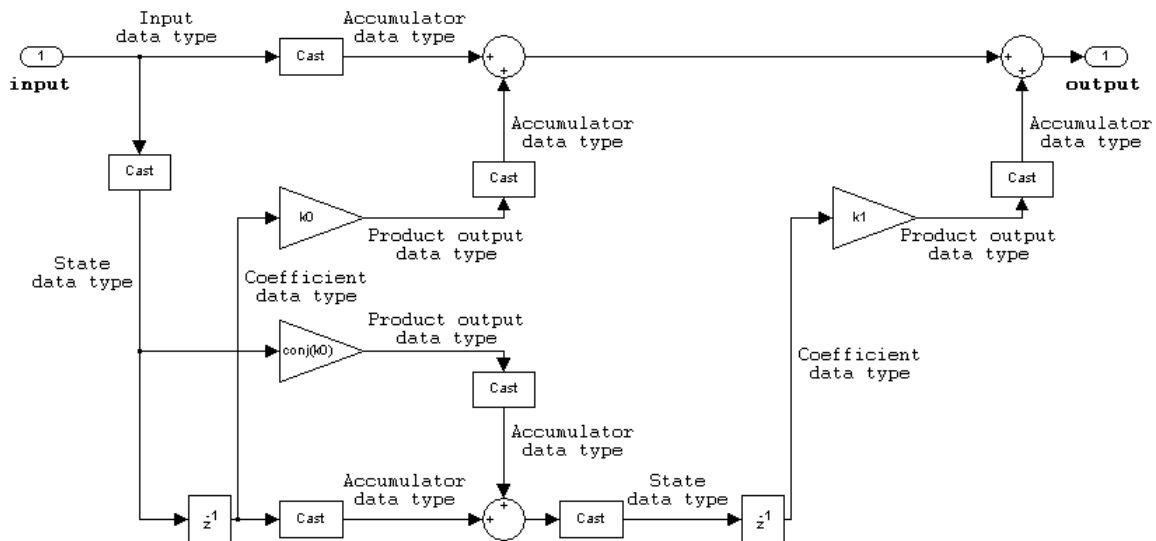 Input
data type
Accumulator
data type
1
input
Cast
+
+
+
+
1
output
Cast
Accumulator
data type
Cast
Accumulator
data type
Cast
k0
Product output
data type
k1
Product output
data type
State
data type
Coefficient
data type
conj(k0)
Product output
data type
Cast
Coefficient
data type
Accumulator
data type
Accumulator
data type
State
data type
z-1
Cast
+
+
Cast
z-1